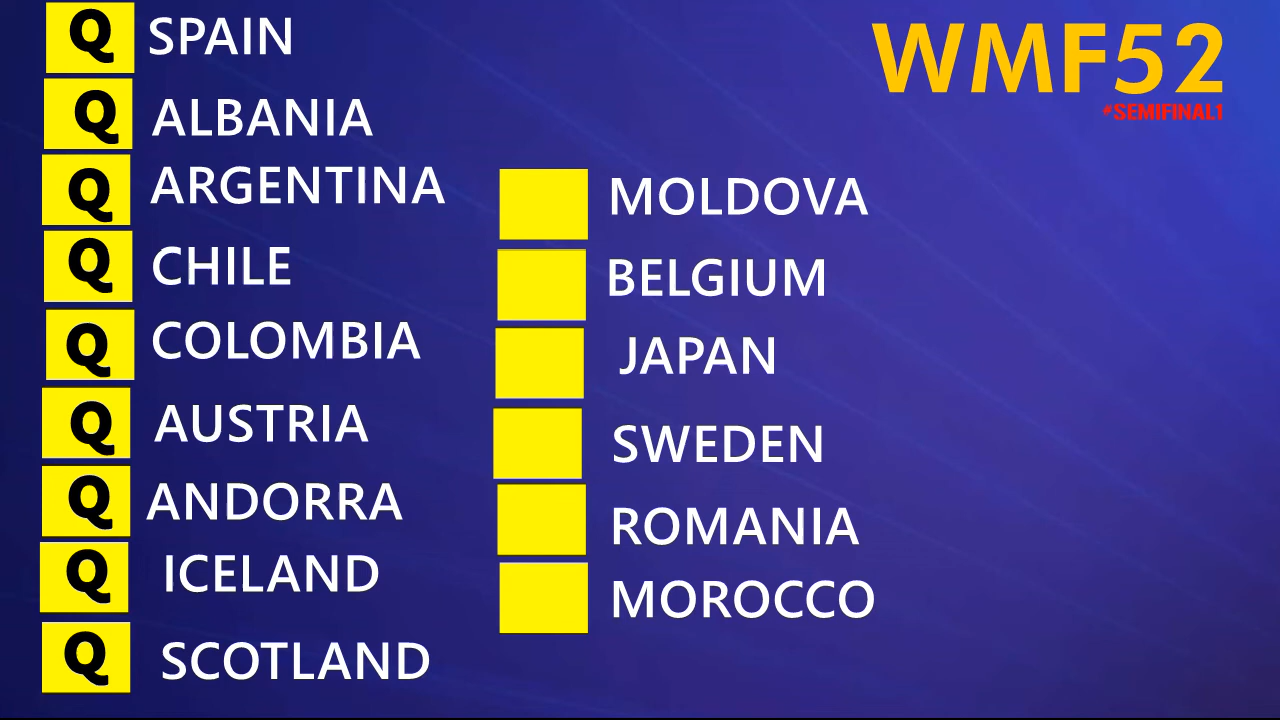 Q SPAIN
Q ALBANIA
Q ARGENTINA
Q CHILE
Q COLOMBIA
Q AUSTRIA
Q ANDORRA
Q ICELAND
Q SCOTLAND
MOLDOVA
BELGIUM
JAPAN
SWEDEN
ROMANIA
MOROCCO
WMF52
#SEMIFINAL1